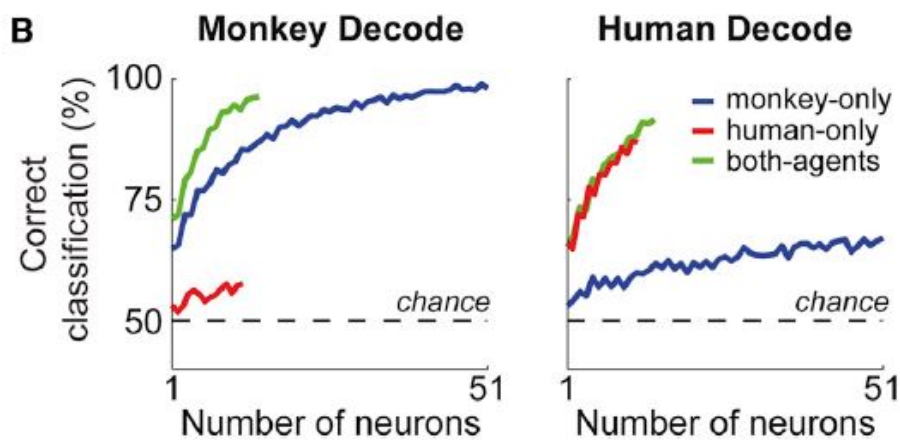 B
Monkey Decode
Human Decode
Correct
classification (%)
100
75
50
monkey-only
human-only
both-agents
chance
chance
1
51
1
51
Number of neurons
Number of neurons